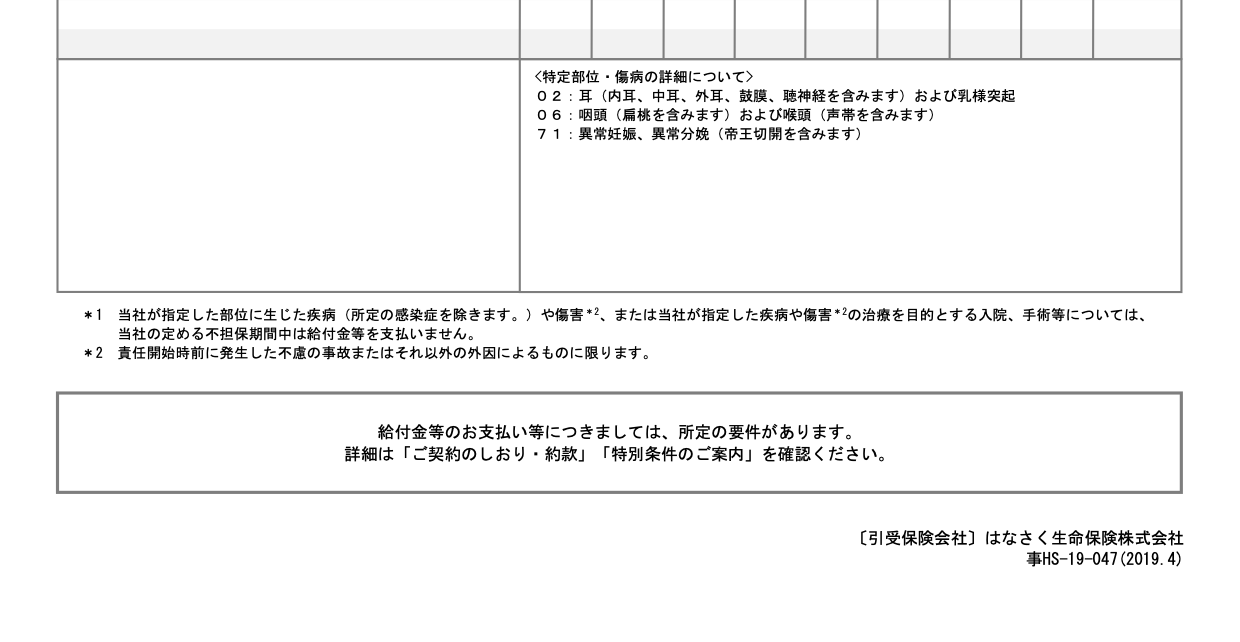 〈特定部位・傷病の詳細について〉
０２：耳（内耳、中耳、外耳、鼓膜、聴神経を含みます）および乳様突起
０６：咽頭（扁桃を含みます）および喉頭（声帯を含みます）
７１：異常妊娠、異常分娩（帝王切開を含みます）
＊1　当社が指定した部位に生じた疾病（所定の感染症を除きます。）や傷害＊2、または当社が指定した疾病や傷害＊2の治療を目的とする入院、手術等については、
当社の定める不担保期間中は給付金等を支払いません。
＊2　責任開始時前に発生した不慮の事故またはそれ以外の外因によるものに限ります。
給付金等のお支払い等につきましては、所定の要件があります。
詳細は「ご契約のしおり・約款」「特別条件のご案内」を確認ください。
〔引受保険会社〕はなさく生命保険株式会社
事HS-19-047(2019.4)